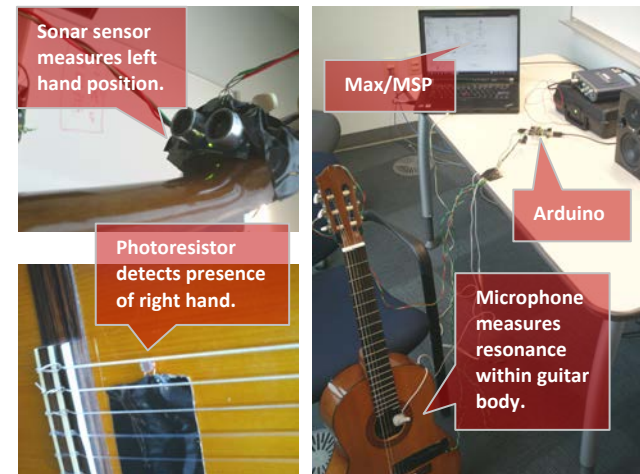 Sonar sensor
measures left
hand position.
Photoresistor
detects presence
of right hand.
Max/MSP
Arduino
Microphone
measures
resonance
within guitar
body.